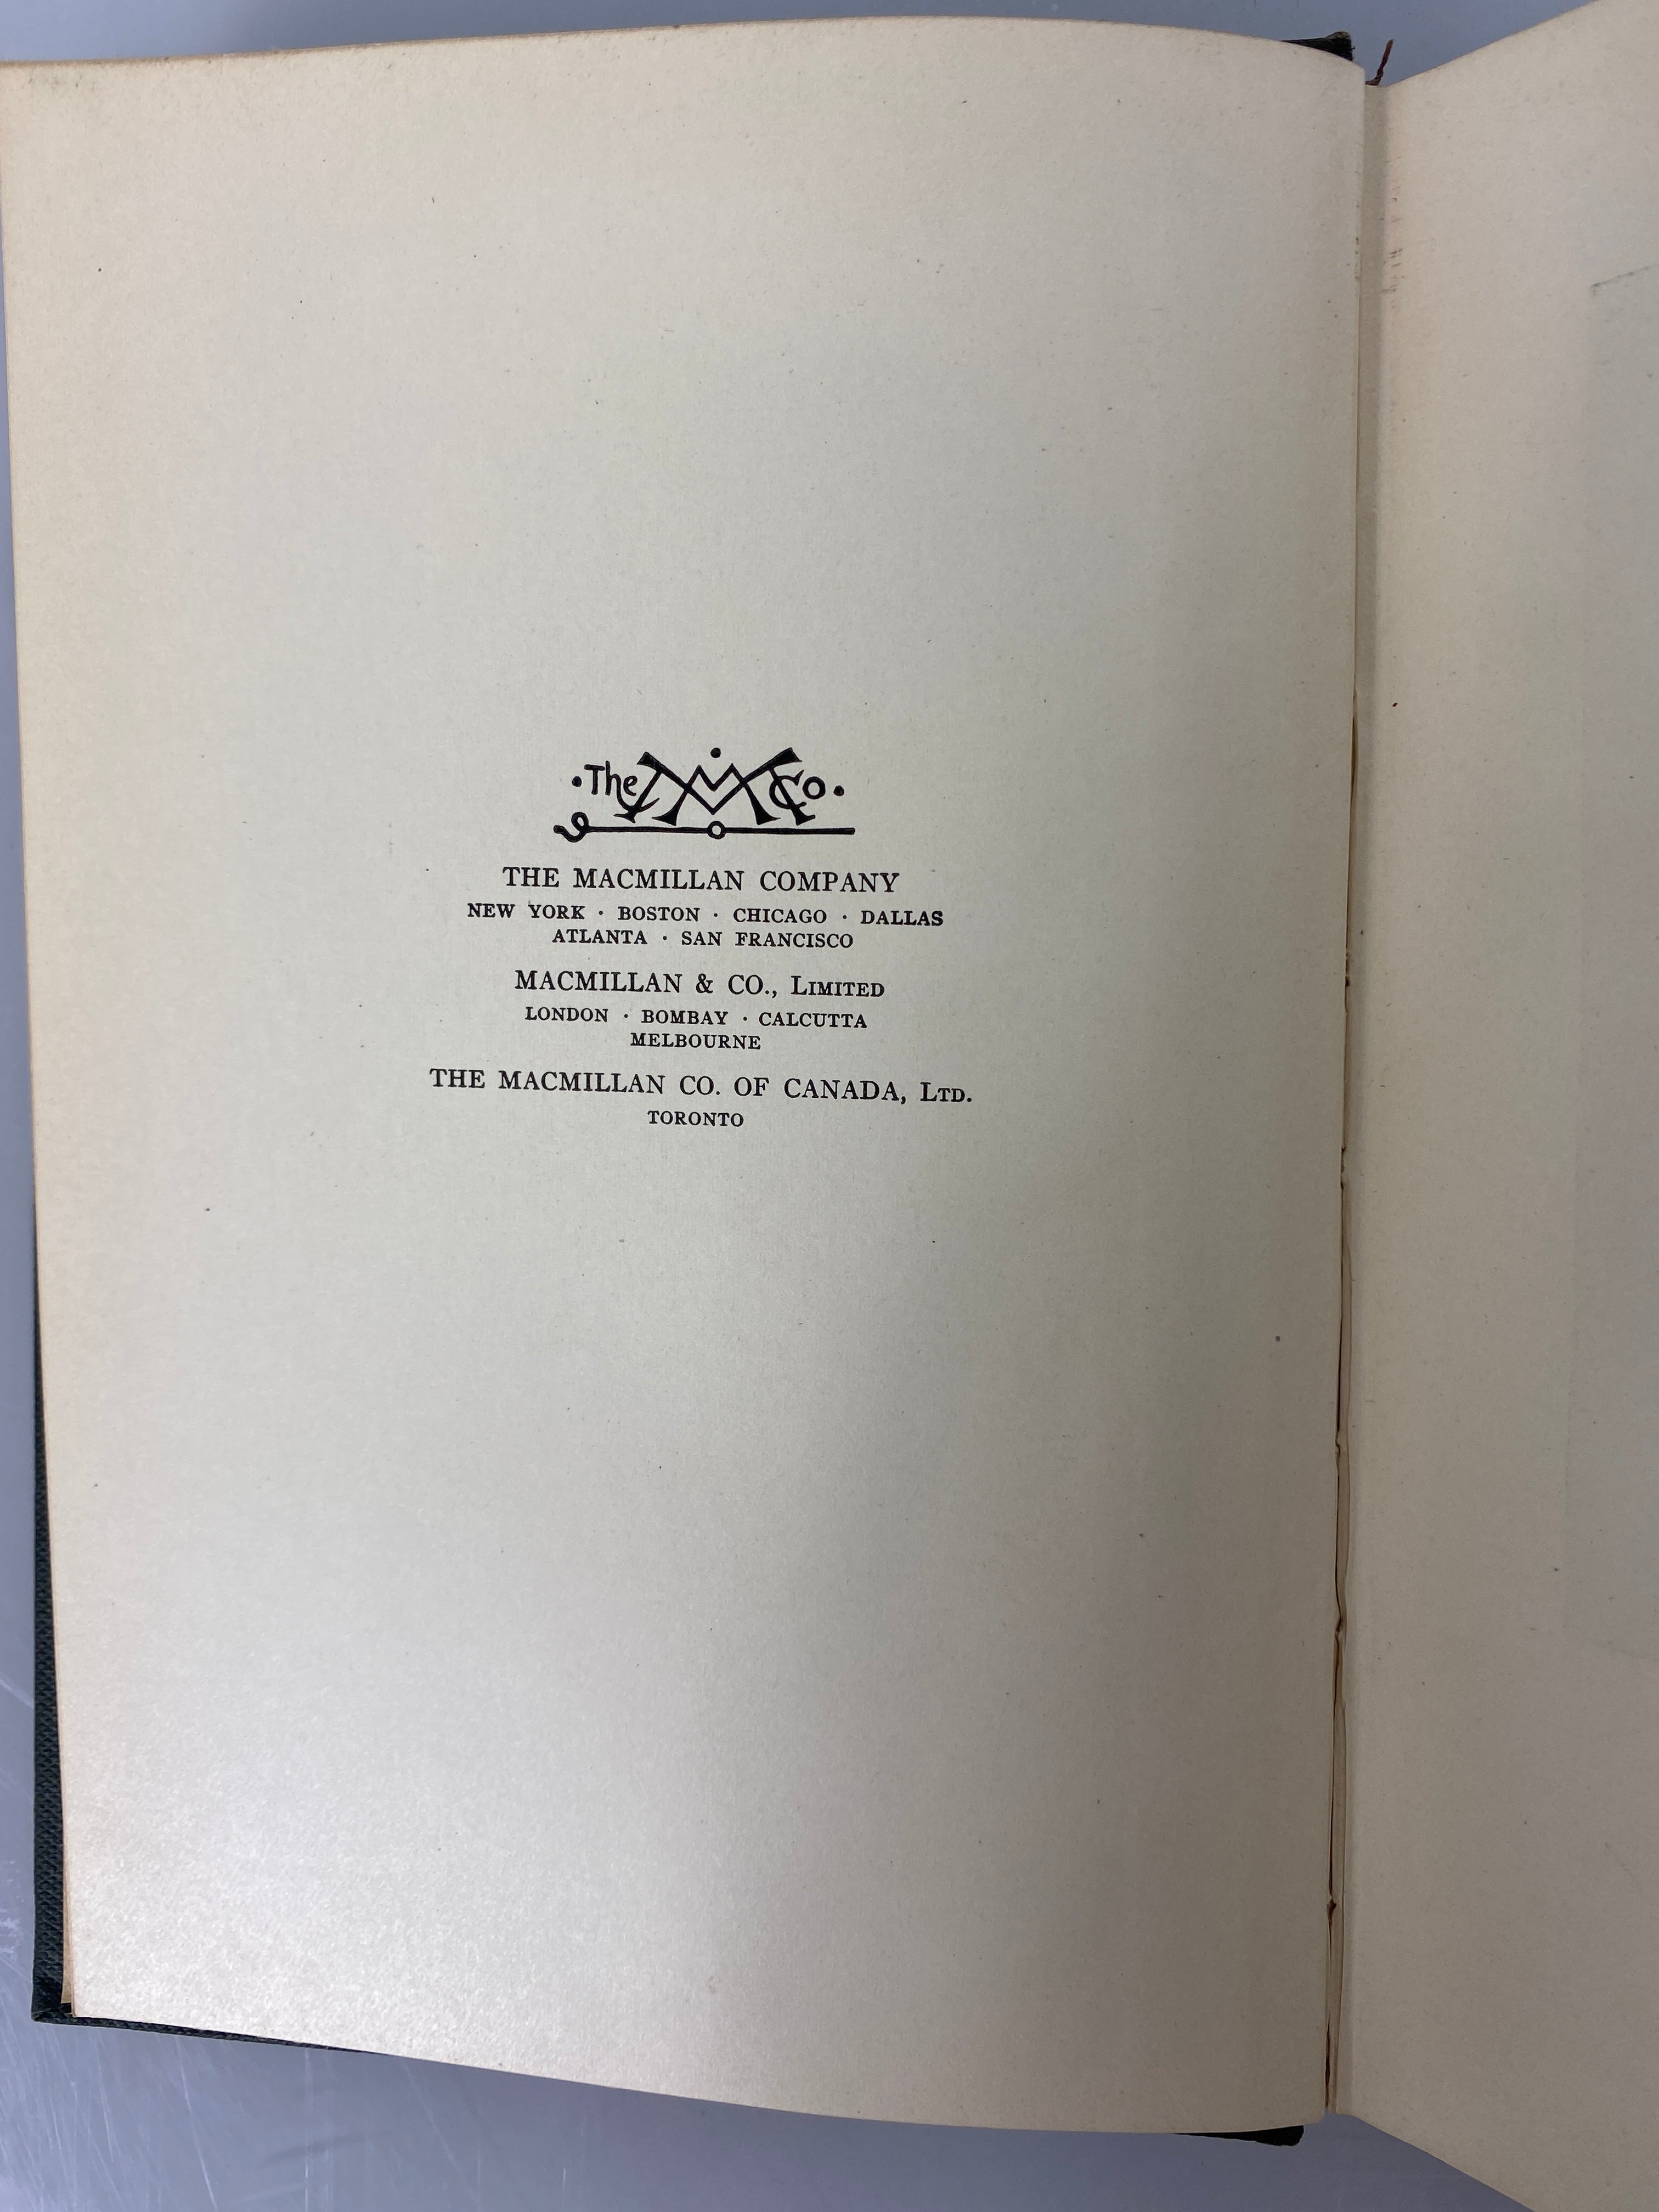 ·The M Co.·
THE MACMILLAN COMPANY
NEW YORK · BOSTON · CHICAGO · DALLAS
ATLANTA · SAN FRANCISCO
MACMILLAN & CO., LIMITED
LONDON · BOMBAY · CALCUTTA
MELBOURNE
THE MACMILLAN CO. OF CANADA, LTD.
TORONTO